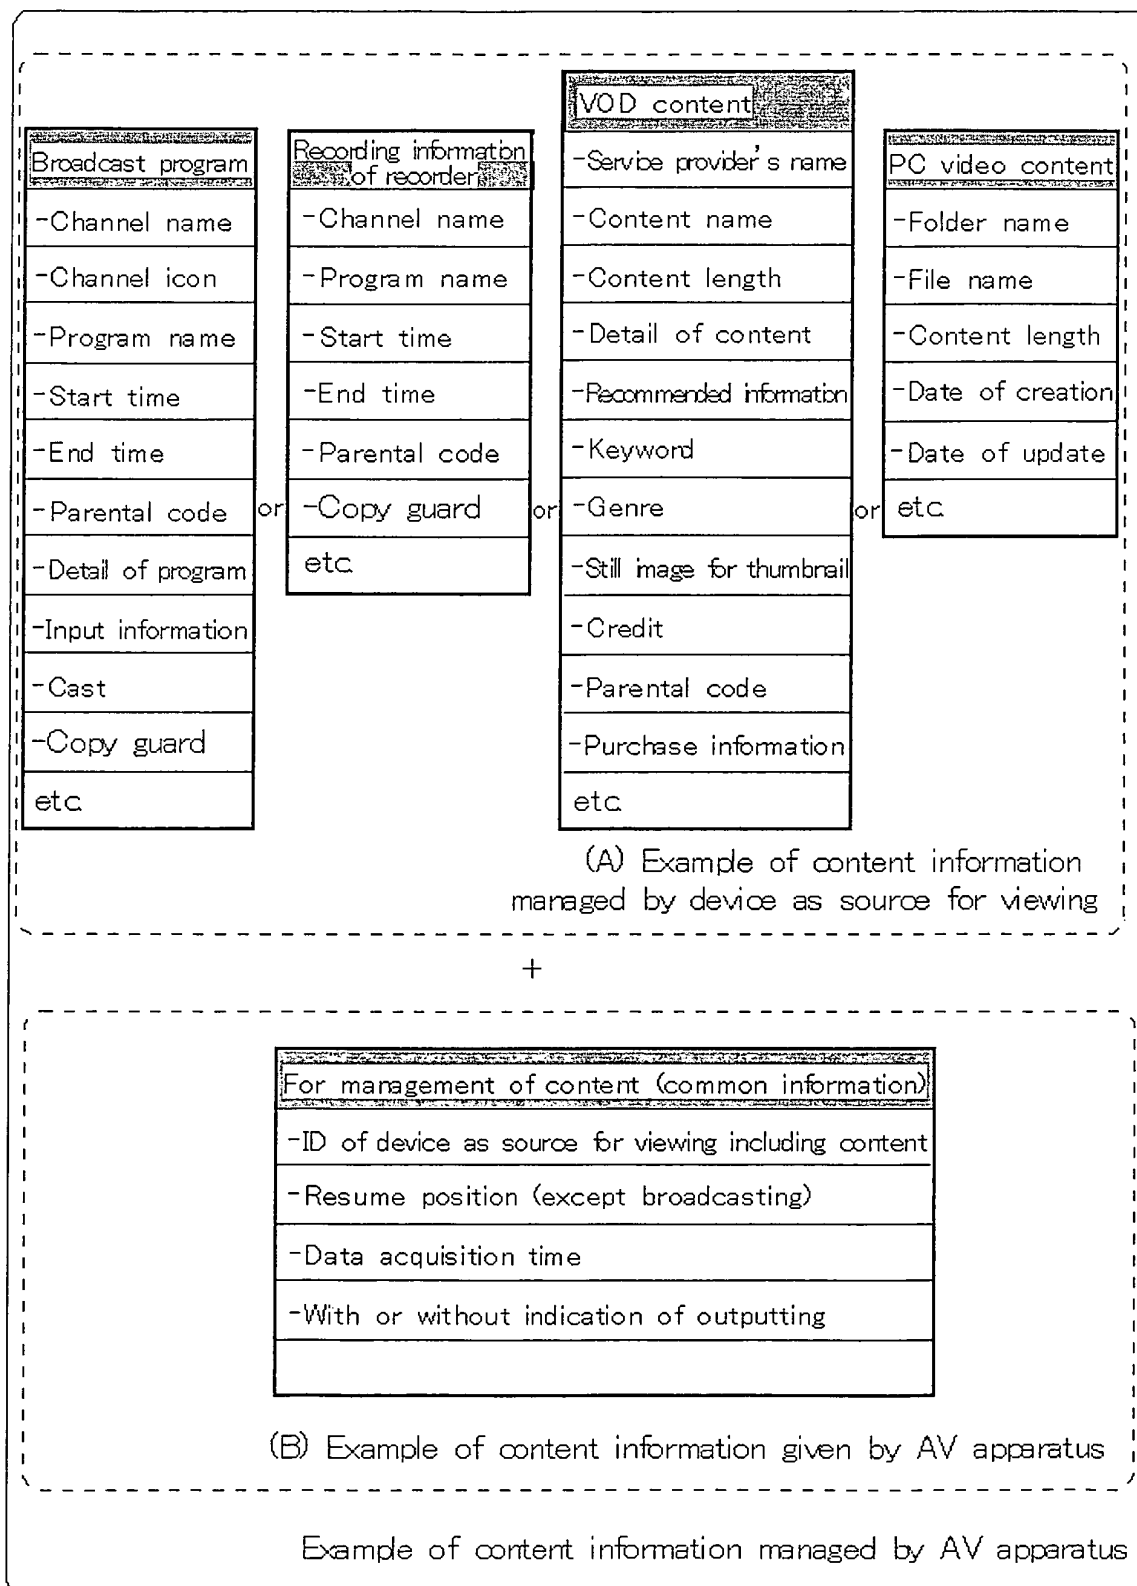 Broadcast program
-Channel name
-Channel icon
-Program name
-Start time
-End time
-Parental code
-Detail of program
-Input information
-Cast
-Copy guard
etc.
or
Recording information
of recorder
-Channel name
-Program name
-Start time
-End time
-Parental code
-Copy guard
etc.
or
VOD content
-Service provider's name
-Content name
-Content length
-Detail of content
-Recommended information
-Keyword
-Genre
-Still image for thumbnail
-Credit
-Parental code
-Purchase information
etc.
or
PC video content
-Folder name
-File name
-Content length
-Date of creation
-Date of update
etc.
(A) Example of content information
managed by device as source for viewing
+
For management of content (common information)
-ID of device as source for viewing including content
-Resume position (except broadcasting)
-Data acquisition time
-With or without indication of outputting
(B) Example of content information given by AV apparatus
Example of content information managed by AV apparatus